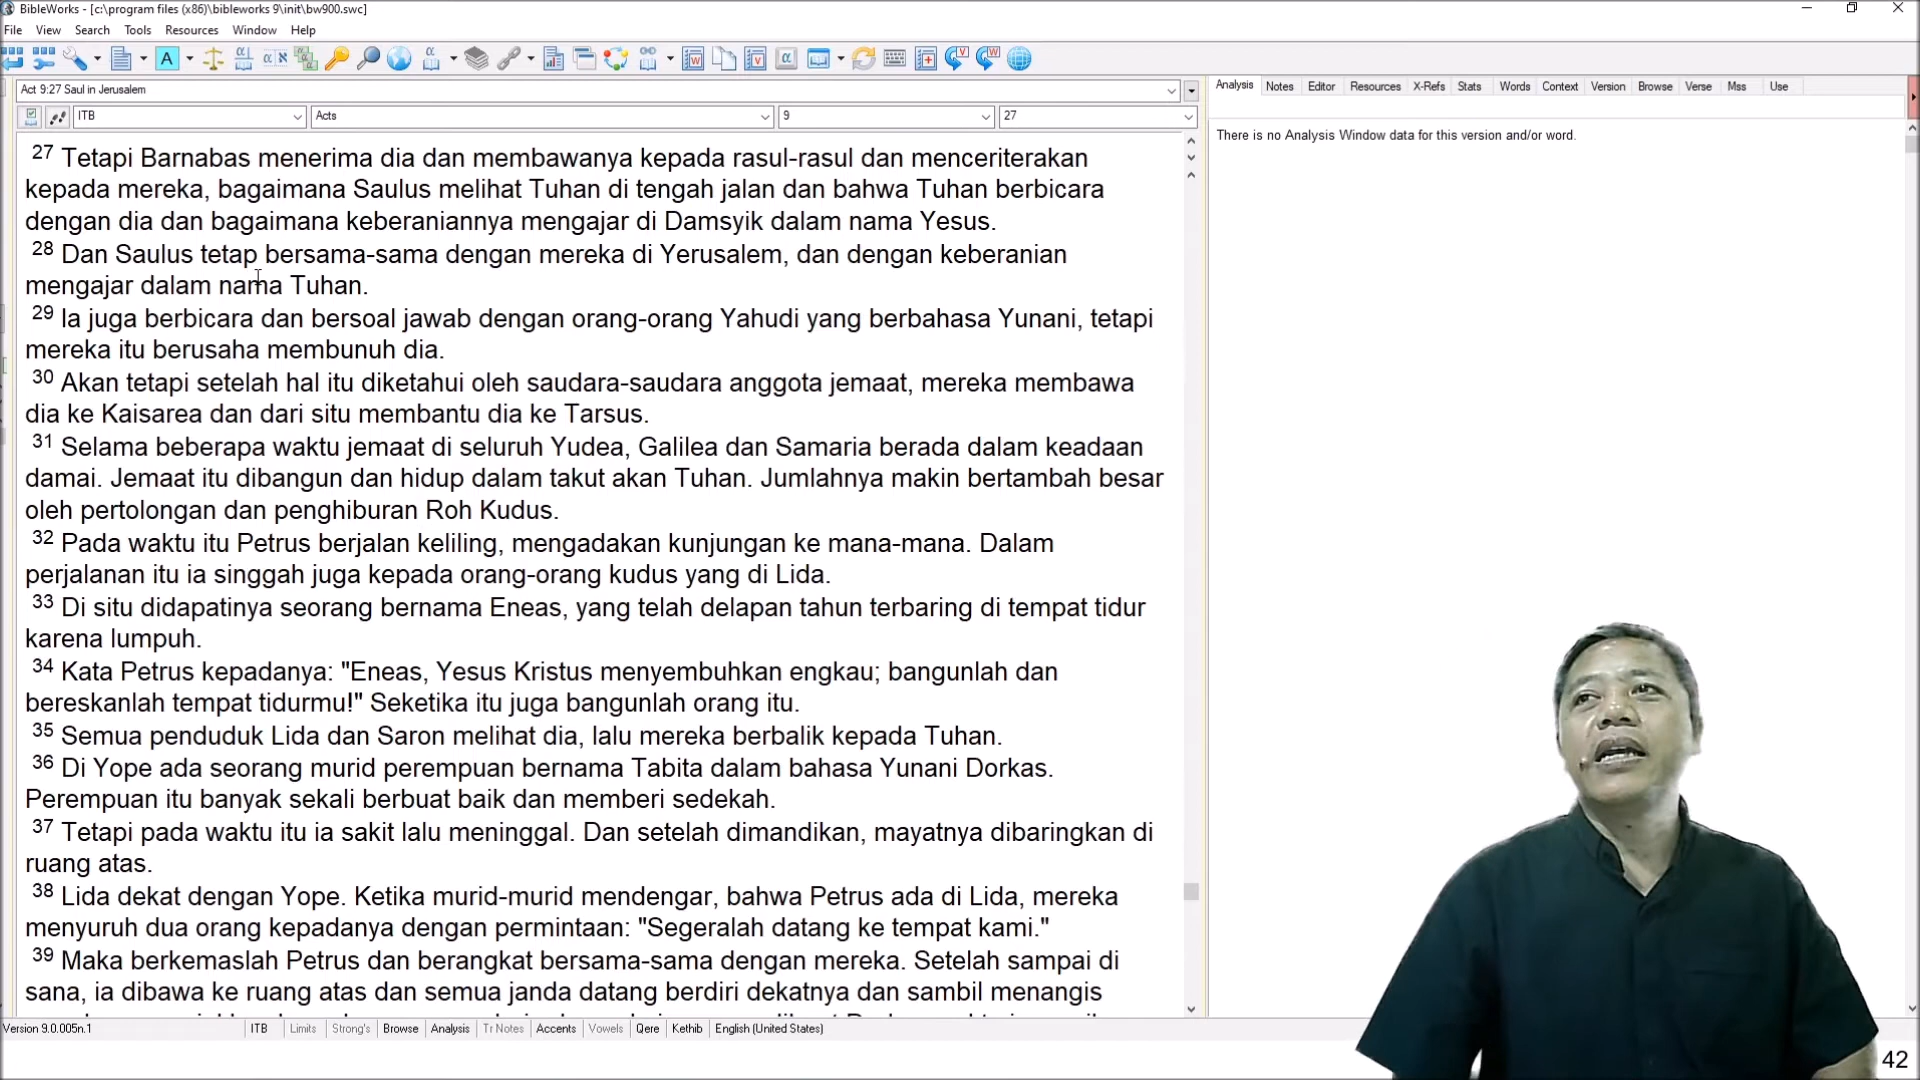 BibleWorks - [c:\program files (x86)\bibleworks 9\init\bw900.swc]
File View Search Tools Resources Window Help
Act 9:27 Saul in Jerusalem
ITB Acts 9 27
27 Tetapi Barnabas menerima dia dan membawanya kepada rasul-rasul dan menceriterakan
kepada mereka, bagaimana Saulus melihat Tuhan di tengah jalan dan bahwa Tuhan berbicara
dengan dia dan bagaimana keberaniannya mengajar di Damsyik dalam nama Yesus.
28 Dan Saulus tetap bersama-sama dengan mereka di Yerusalem, dan dengan keberanian
mengajar dalam nama Tuhan.
29 Ia juga berbicara dan bersoal jawab dengan orang-orang Yahudi yang berbahasa Yunani, tetapi
mereka itu berusaha membunuh dia.
30 Akan tetapi setelah hal itu diketahui oleh saudara-saudara anggota jemaat, mereka membawa
dia ke Kaisarea dan dari situ membantu dia ke Tarsus.
31 Selama beberapa waktu jemaat di seluruh Yudea, Galilea dan Samaria berada dalam keadaan
damai. Jemaat itu dibangun dan hidup dalam takut akan Tuhan. Jumlahnya makin bertambah besar
oleh pertolongan dan penghiburan Roh Kudus.
32 Pada waktu itu Petrus berjalan keliling, mengadakan kunjungan ke mana-mana. Dalam
perjalanan itu ia singgah juga kepada orang-orang kudus yang di Lida.
33 Di situ didapatinya seorang bernama Eneas, yang telah delapan tahun terbaring di tempat tidur
karena lumpuh.
34 Kata Petrus kepadanya: "Eneas, Yesus Kristus menyembuhkan engkau; bangunlah dan
bereskanlah tempat tidurmu!" Seketika itu juga bangunlah orang itu.
35 Semua penduduk Lida dan Saron melihat dia, lalu mereka berbalik kepada Tuhan.
36 Di Yope ada seorang murid perempuan bernama Tabita dalam bahasa Yunani Dorkas.
Perempuan itu banyak sekali berbuat baik dan memberi sedekah.
37 Tetapi pada waktu itu ia sakit lalu meninggal. Dan setelah dimandikan, mayatnya dibaringkan di
ruang atas.
38 Lida dekat dengan Yope. Ketika murid-murid mendengar, bahwa Petrus ada di Lida, mereka
menyuruh dua orang kepadanya dengan permintaan: "Segeralah datang ke tempat kami."
39 Maka berkemaslah Petrus dan berangkat bersama-sama dengan mereka. Setelah sampai di
sana, ia dibawa ke ruang atas dan semua janda datang berdiri dekatnya dan sambil menangis
Analysis Notes Editor Resources X-Refs Stats Words Context Version Browse Verse Mss Use
There is no Analysis Window data for this version and/or word.
Version 9.0.005n.1 ITB Limits Strong's Browse Analysis Tr Notes Accents Vowels Qere Kethib English (United States)
42